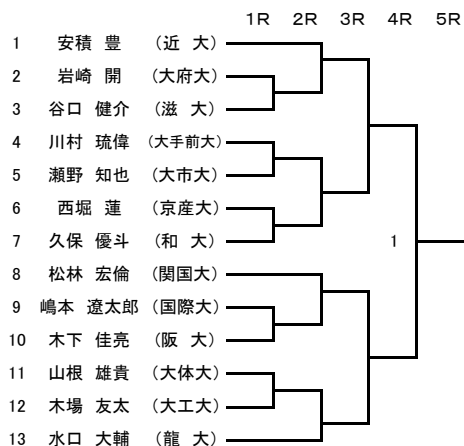 1R 2R 3R 4R 5R
1 安積 豊 (近 大)
2 岩崎 開 (大府大)
3 谷口 健介 (滋 大)
4 川村 琉偉 (大手前大)
5 瀬野 知也 (大市大)
6 西堀 蓮 (京産大)
7 久保 優斗 (和 大)
1
8 松林 宏倫 (関国大)
9 嶋本 遼太郎 (国際大)
10 木下 佳亮 (阪 大)
11 山根 雄貴 (大体大)
12 木場 友太 (大工大)
13 水口 大輔 (龍 大)